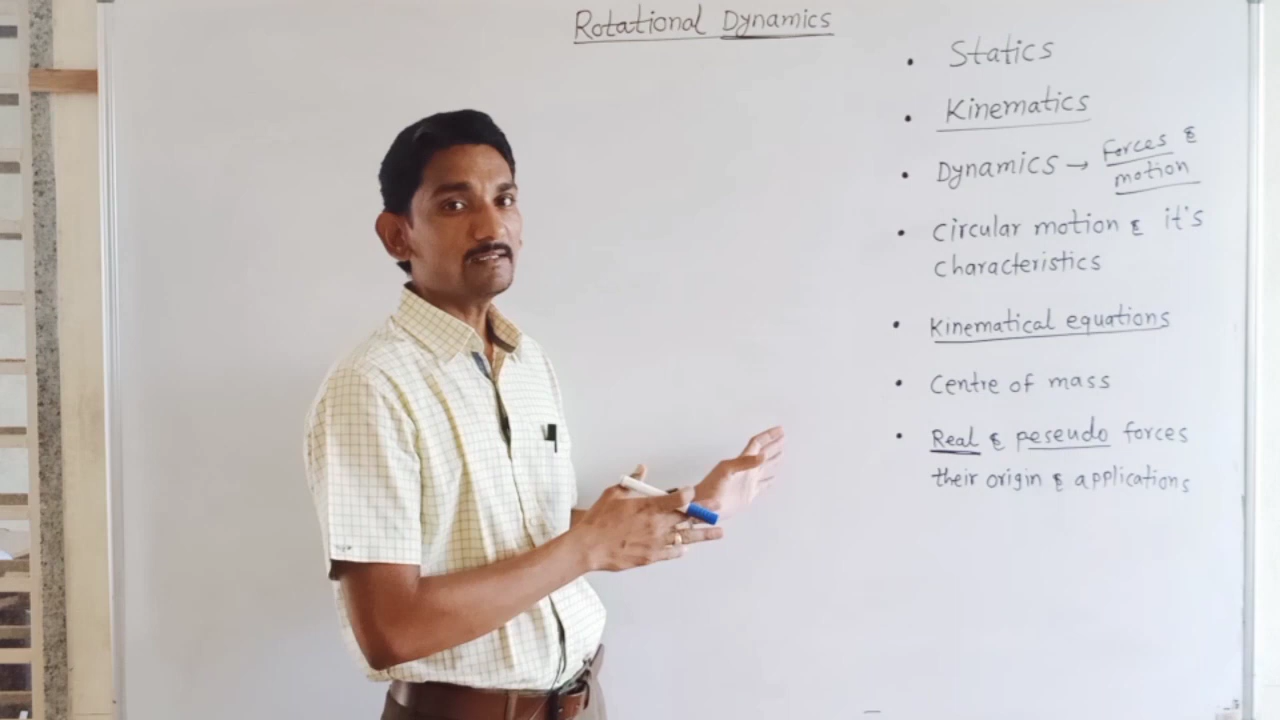 Rotational Dynamics
• Statics
• Kinematics
• Dynamics → Forces &
motion
• Circular motion & it's
characteristics
• Kinematical equations
• Centre of mass
• Real & peseudo forces
their origin & applications